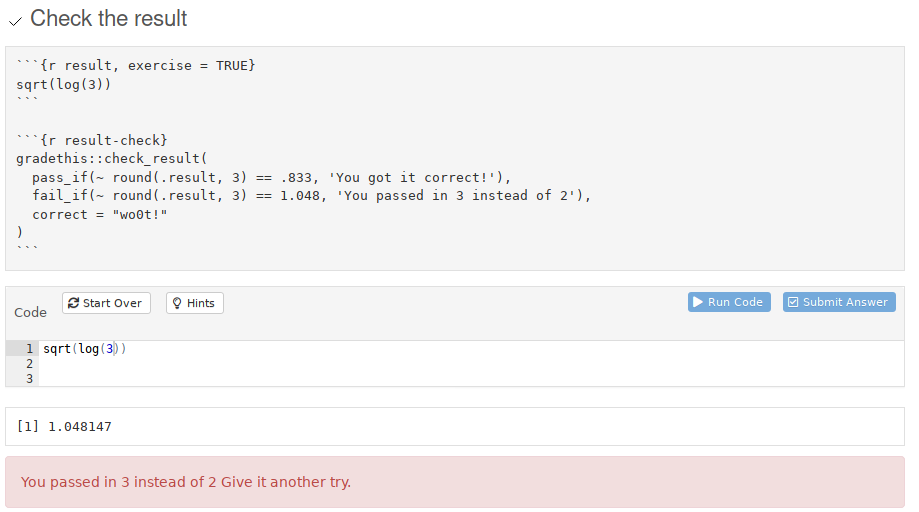 Check the result
```{r result, exercise = TRUE}
sqrt(log(3))
```
```{r result-check}
gradethis::check_result(
  pass_if(~ round(.result, 3) == .833, 'You got it correct!'),
  fail_if(~ round(.result, 3) == 1.048, 'You passed in 3 instead of 2'),
  correct = "wo0t!"
)
```
Code Start Over Hints Run Code Submit Answer
1 sqrt(log(3))
2
3
[1] 1.048147
You passed in 3 instead of 2 Give it another try.